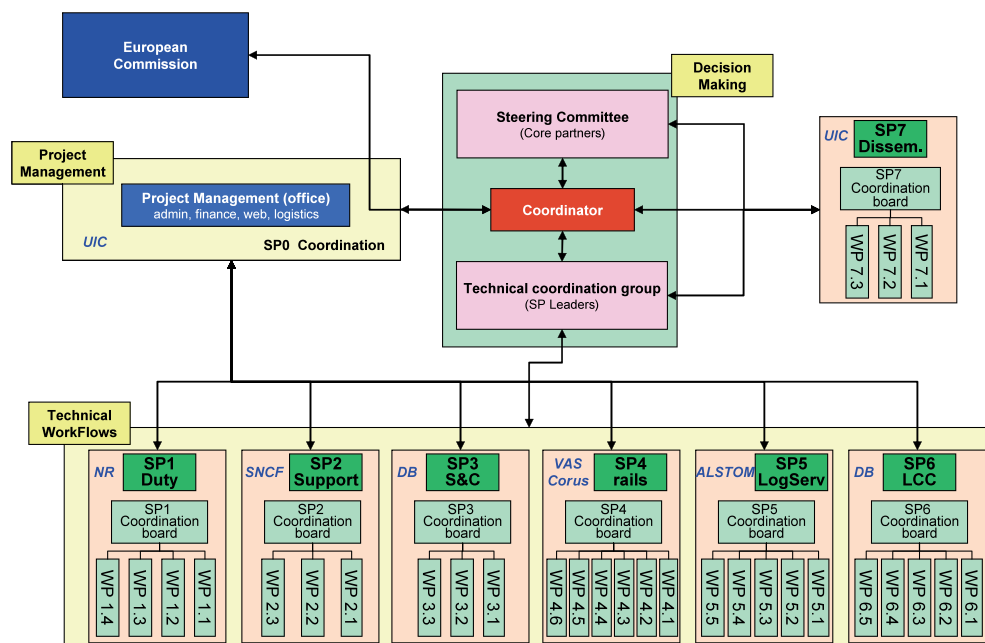 European
Commission
Decision
Making
Steering Committee
(Core partners)
Coordinator
Technical coordination group
(SP Leaders)
Project
Management
Project Management (office)
admin, finance, web, logistics
UIC
SP0 Coordination
UIC
SP7
Dissem.
SP7
Coordination
board
WP 7.3
WP 7.2
WP 7.1
Technical
WorkFlows
NR
SP1
Duty
SP1
Coordination
board
WP 1.4
WP 1.3
WP 1.2
WP 1.1
SNCF
SP2
Support
SP2
Coordination
board
WP 2.3
WP 2.2
WP 2.1
DB
SP3
S&C
SP3
Coordination
board
WP 3.3
WP 3.2
WP 3.1
VAS
Corus
SP4
rails
SP4
Coordination
board
WP 4.6
WP 4.5
WP 4.4
WP 4.3
WP 4.2
WP 4.1
ALSTOM
SP5
LogServ
SP5
Coordination
board
WP 5.5
WP 5.4
WP 5.3
WP 5.2
WP 5.1
DB
SP6
LCC
SP6
Coordination
board
WP 6.5
WP 6.4
WP 6.3
WP 6.2
WP 6.1